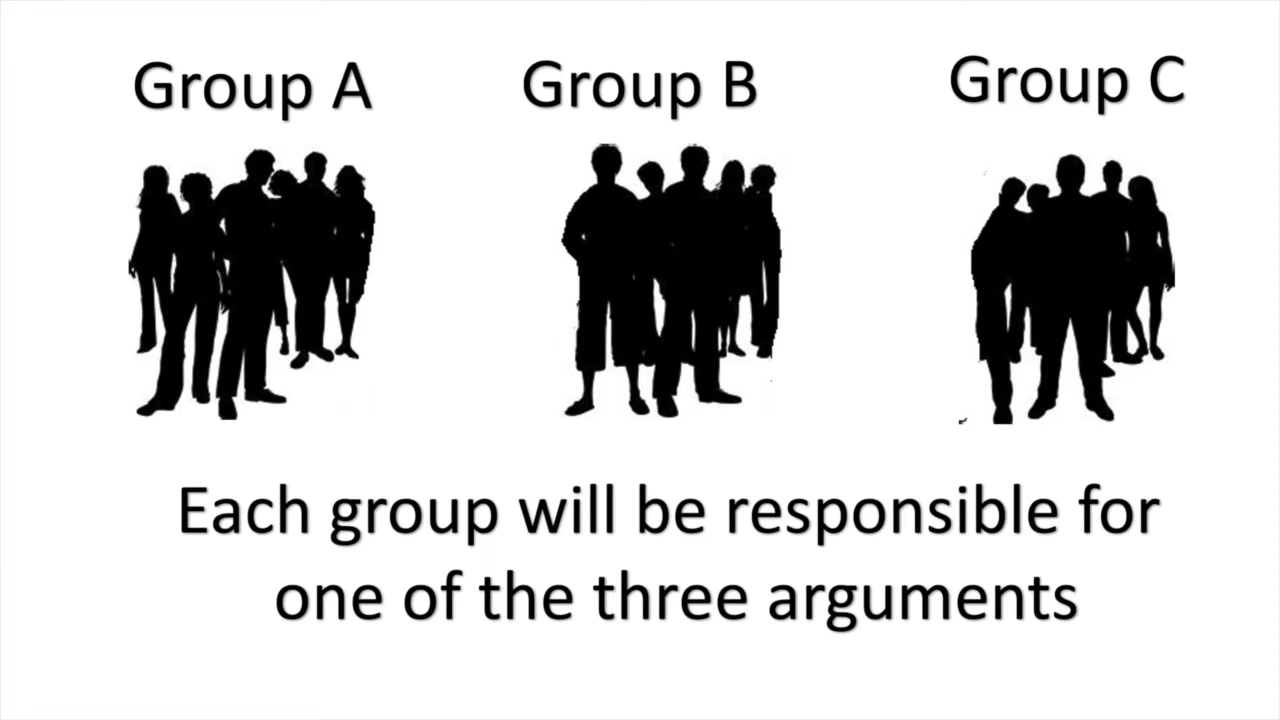 Group A
Group B
Group C
Each group will be responsible for
one of the three arguments